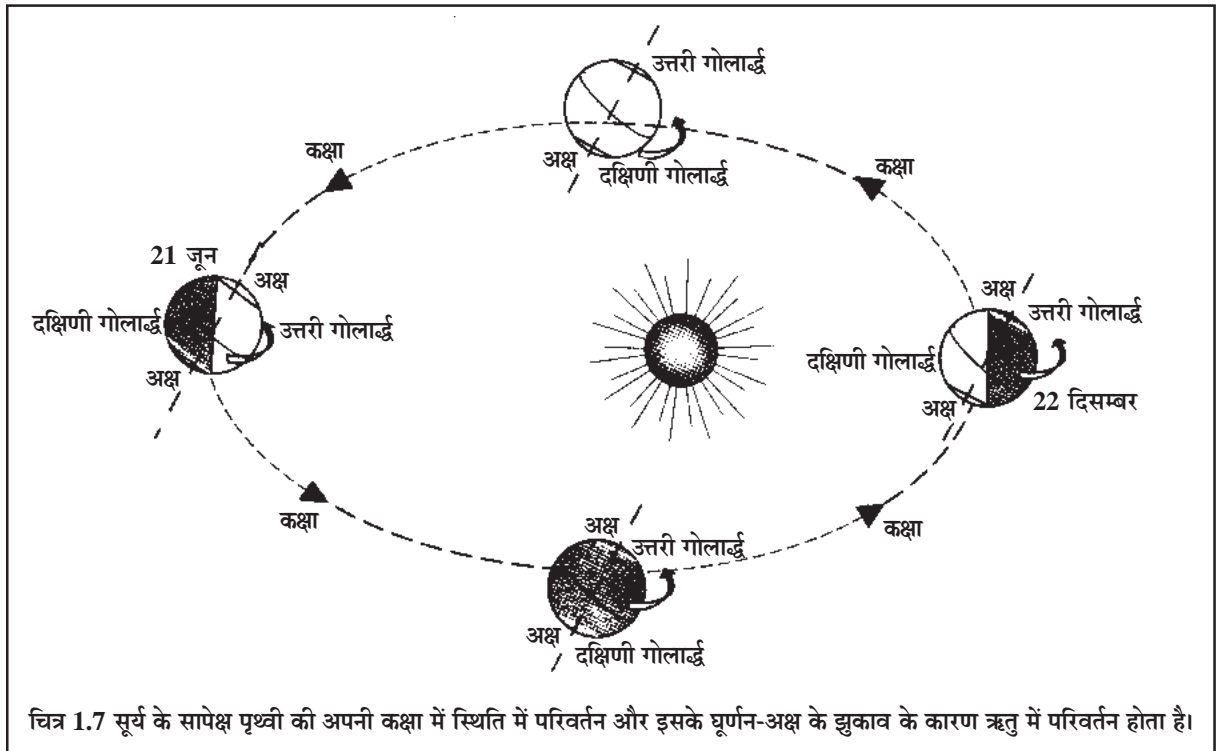 उत्तरी गोलार्द्ध
अक्ष
दक्षिणी गोलार्द्ध
कक्षा
कक्षा
21 जून
अक्ष
दक्षिणी गोलार्द्ध
उत्तरी गोलार्द्ध
अक्ष
अक्ष
उत्तरी गोलार्द्ध
दक्षिणी गोलार्द्ध
अक्ष
22 दिसम्बर
कक्षा
कक्षा
अक्ष
उत्तरी गोलार्द्ध
अक्ष
दक्षिणी गोलार्द्ध
चित्र 1.7 सूर्य के सापेक्ष पृथ्वी की अपनी कक्षा में स्थिति में परिवर्तन और इसके घूर्णन-अक्ष के झुकाव के कारण ऋतु में परिवर्तन होता है।